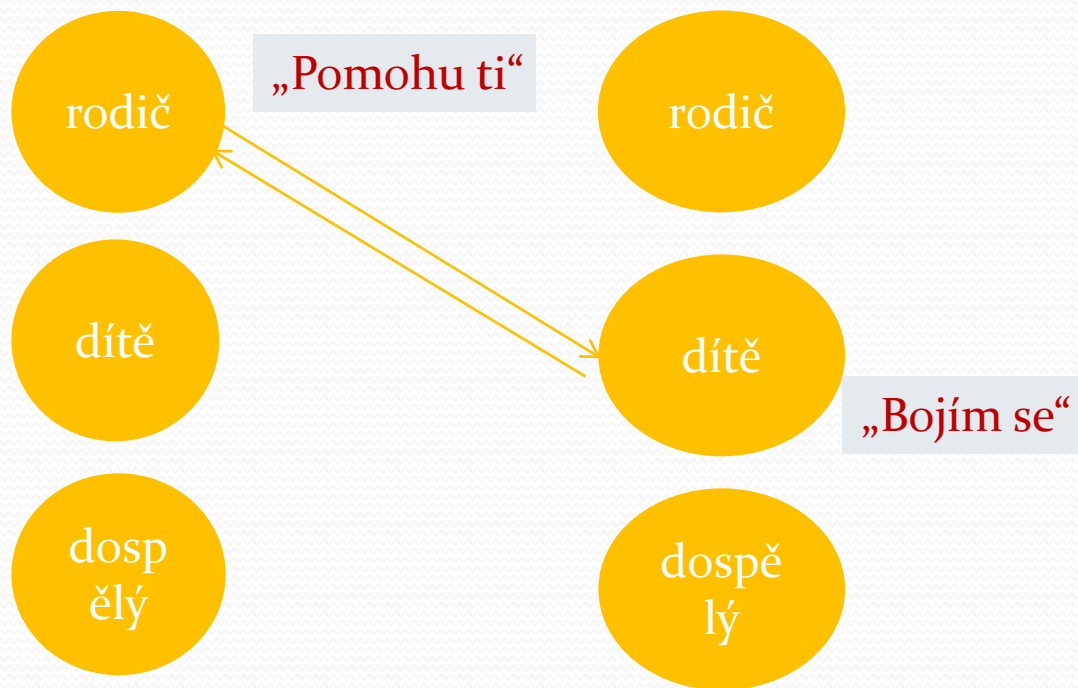 rodič
„Pomohu ti“
rodič
dítě
dítě
„Bojím se“
dosp
ělý
dospě
lý